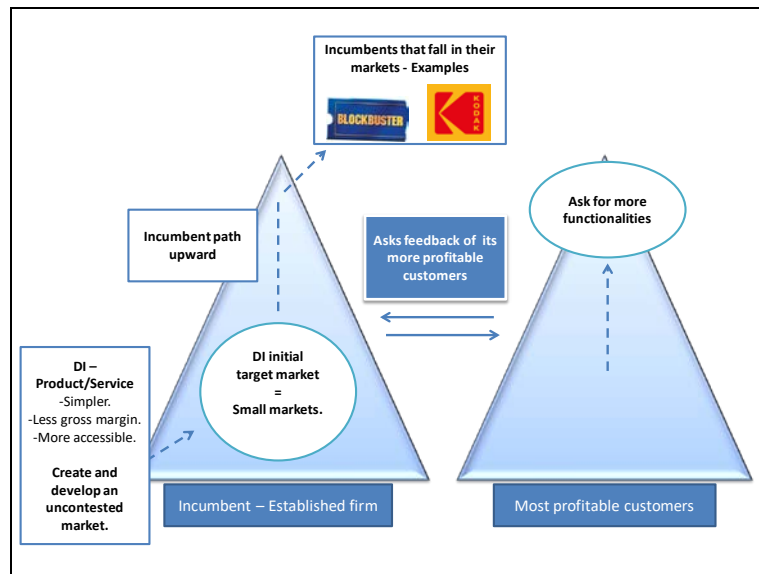 Incumbents that fall in their
markets - Examples
BLOCKBUSTER
KODAK
Ask for more
functionalities
Incumbent path
upward
Asks feedback of its
more profitable
customers
DI initial
target market
=
Small markets.
DI –
Product/Service
-Simpler.
-Less gross margin.
-More accessible.
Create and
develop an
uncontested
market.
Incumbent – Established firm
Most profitable customers